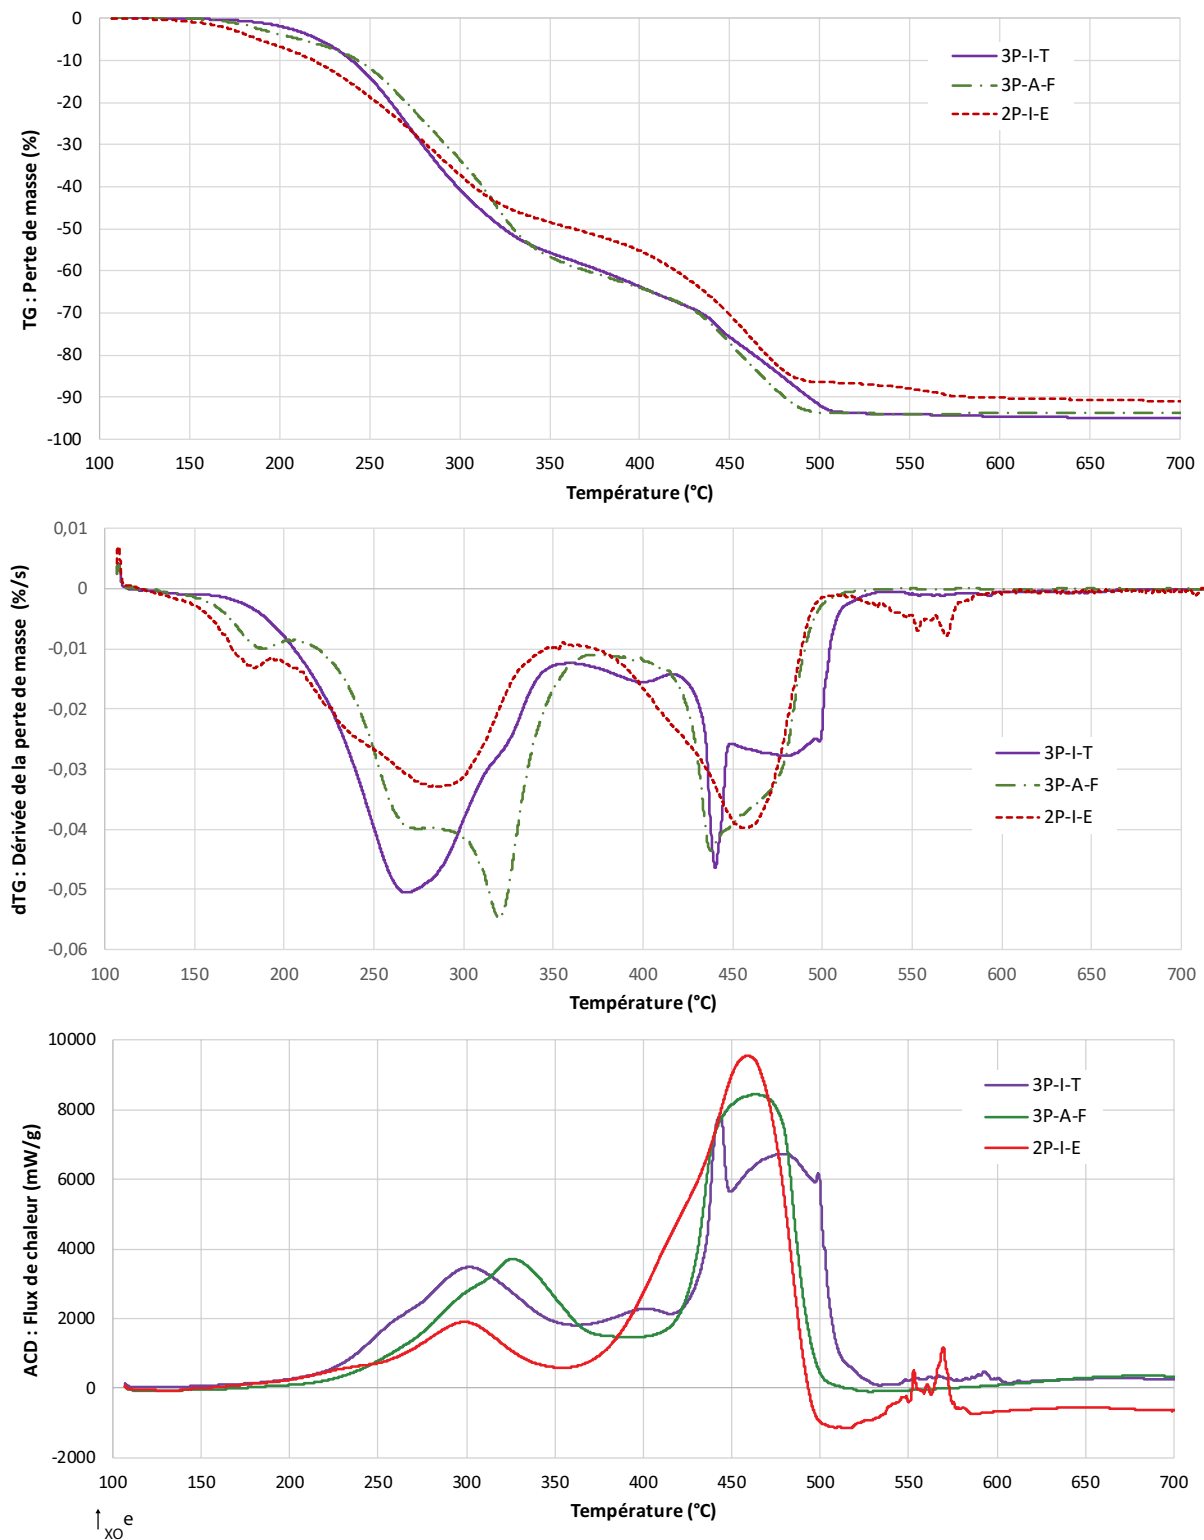 0
-10
-20
-30
-40
-50
-60
-70
-80
-90
-100
TG : Perte de masse (%)
3P-I-T
3P-A-F
2P-I-E
100 150 200 250 300 350 400 450 500 550 600 650 700
Température (°C)
0,01
0
-0,01
-0,02
-0,03
-0,04
-0,05
-0,06
dTG : Dérivée de la perte de masse (%/s)
3P-I-T
3P-A-F
2P-I-E
100 150 200 250 300 350 400 450 500 550 600 650 700
Température (°C)
10000
8000
6000
4000
2000
0
-2000
ACD : Flux de chaleur (mW/g)
3P-I-T
3P-A-F
2P-I-E
100 150 200 250 300 350 400 450 500 550 600 650 700
Température (°C)
↑XO e